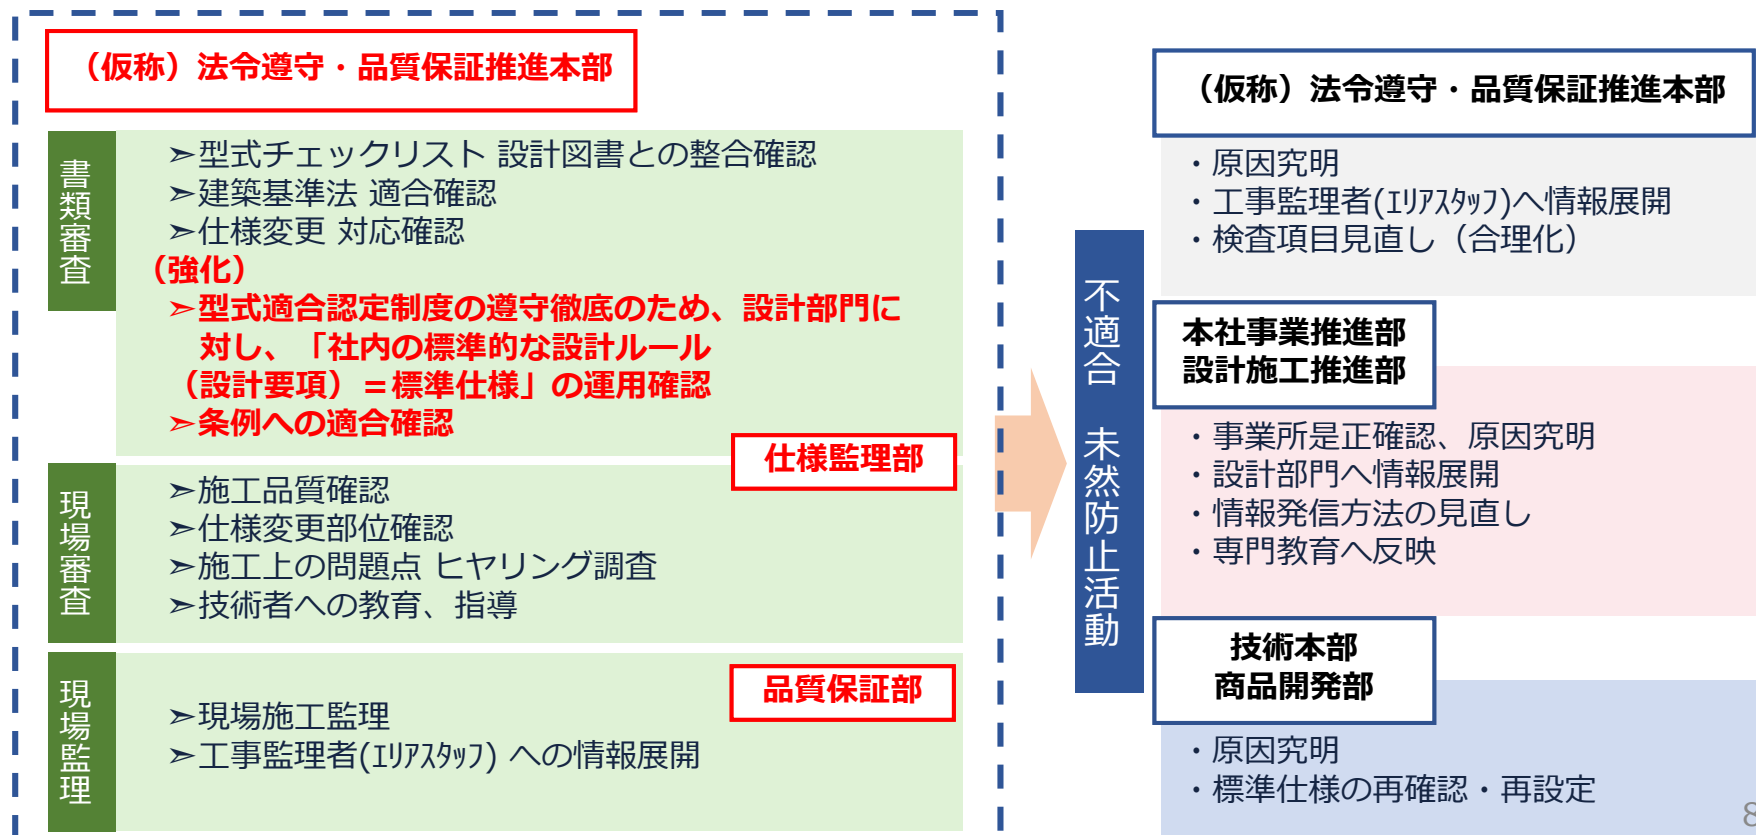 （仮称）法令遵守・品質保証推進本部
書類審査
➣型式チェックリスト 設計図書との整合確認
➣建築基準法 適合確認
➣仕様変更 対応確認
（強化）
➣型式適合認定制度の遵守徹底のため、設計部門に
対し、「社内の標準的な設計ルール
（設計要項）＝標準仕様」の運用確認
➣条例への適合確認
仕様監理部
現場審査
➣施工品質確認
➣仕様変更部位確認
➣施工上の問題点 ヒヤリング調査
➣技術者への教育、指導
現場監理
品質保証部
➣現場施工監理
➣工事監理者(ｴﾘｱｽﾀｯﾌ) への情報展開
不適合 未然防止活動
（仮称）法令遵守・品質保証推進本部
・原因究明
・工事監理者(ｴﾘｱｽﾀｯﾌ)へ情報展開
・検査項目見直し（合理化）
本社事業推進部
設計施工推進部
・事業所是正確認、原因究明
・設計部門へ情報展開
・情報発信方法の見直し
・専門教育へ反映
技術本部
商品開発部
・原因究明
・標準仕様の再確認・再設定
8